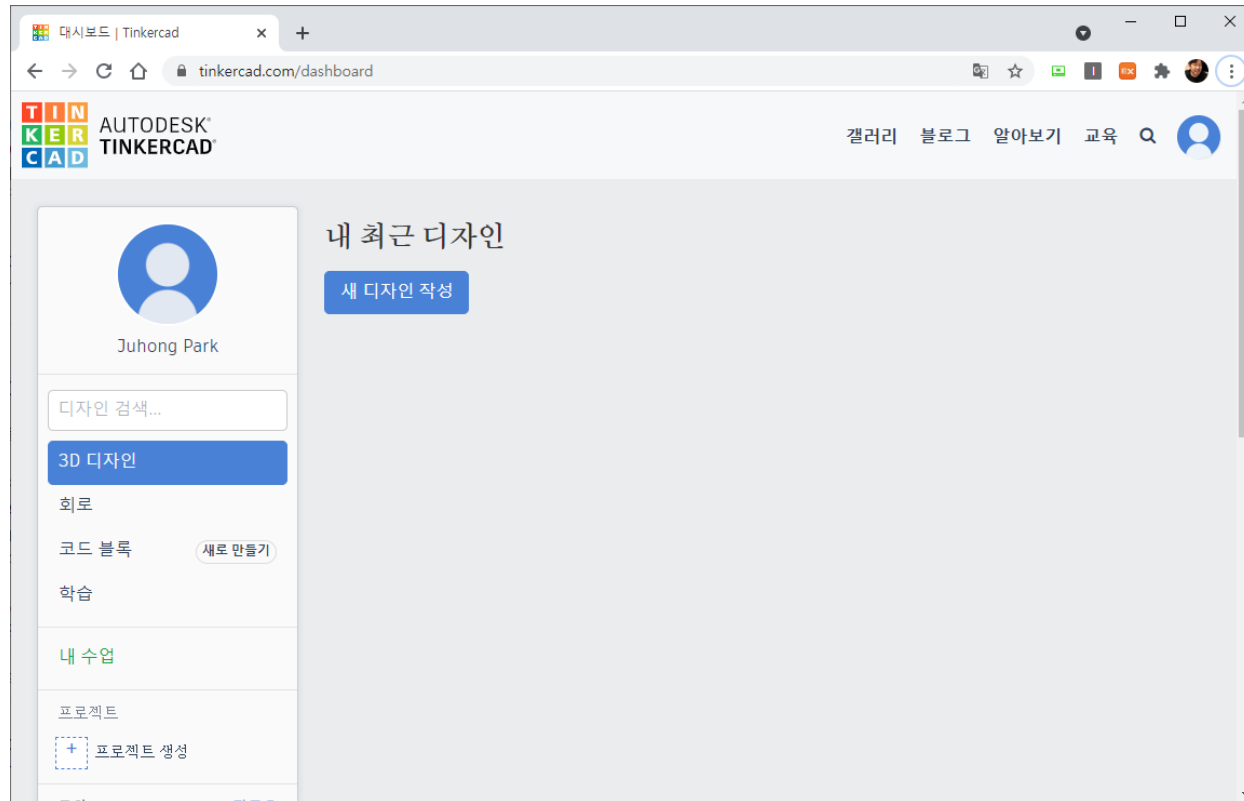 대시보드 | Tinkercad
tinkercad.com/dashboard
TIN
KER
CAD
AUTODESK®
TINKERCAD®
갤러리 블로그 알아보기 교육
Juhong Park
디자인 검색...
3D 디자인
회로
코드 블록 새로 만들기
학습
내 수업
프로젝트
프로젝트 생성
내 최근 디자인
새 디자인 작성